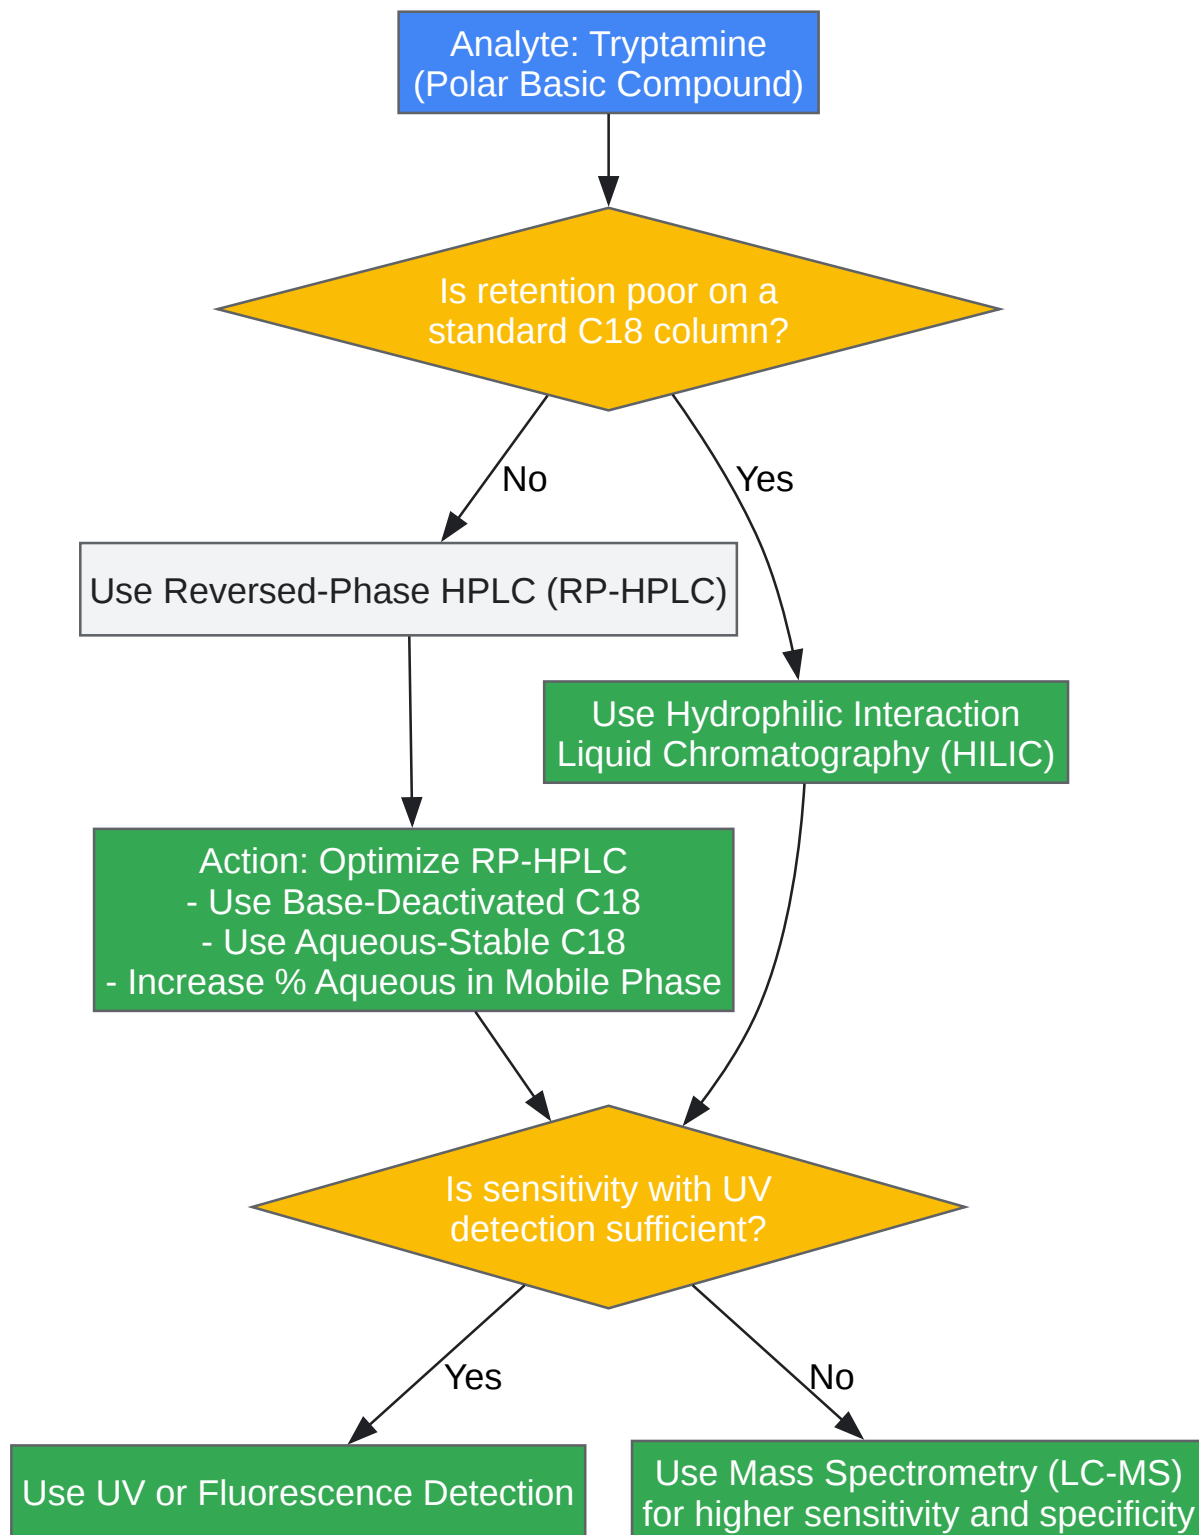 Analyte: Tryptamine
(Polar Basic Compound)
Is retention poor on a
standard C18 column?
No
Yes
Use Reversed-Phase HPLC (RP-HPLC)
Use Hydrophilic Interaction
Liquid Chromatography (HILIC)
Action: Optimize RP-HPLC
- Use Base-Deactivated C18
- Use Aqueous-Stable C18
- Increase % Aqueous in Mobile Phase
Is sensitivity with UV
detection sufficient?
Yes
No
Use UV or Fluorescence Detection
Use Mass Spectrometry (LC-MS)
for higher sensitivity and specificity